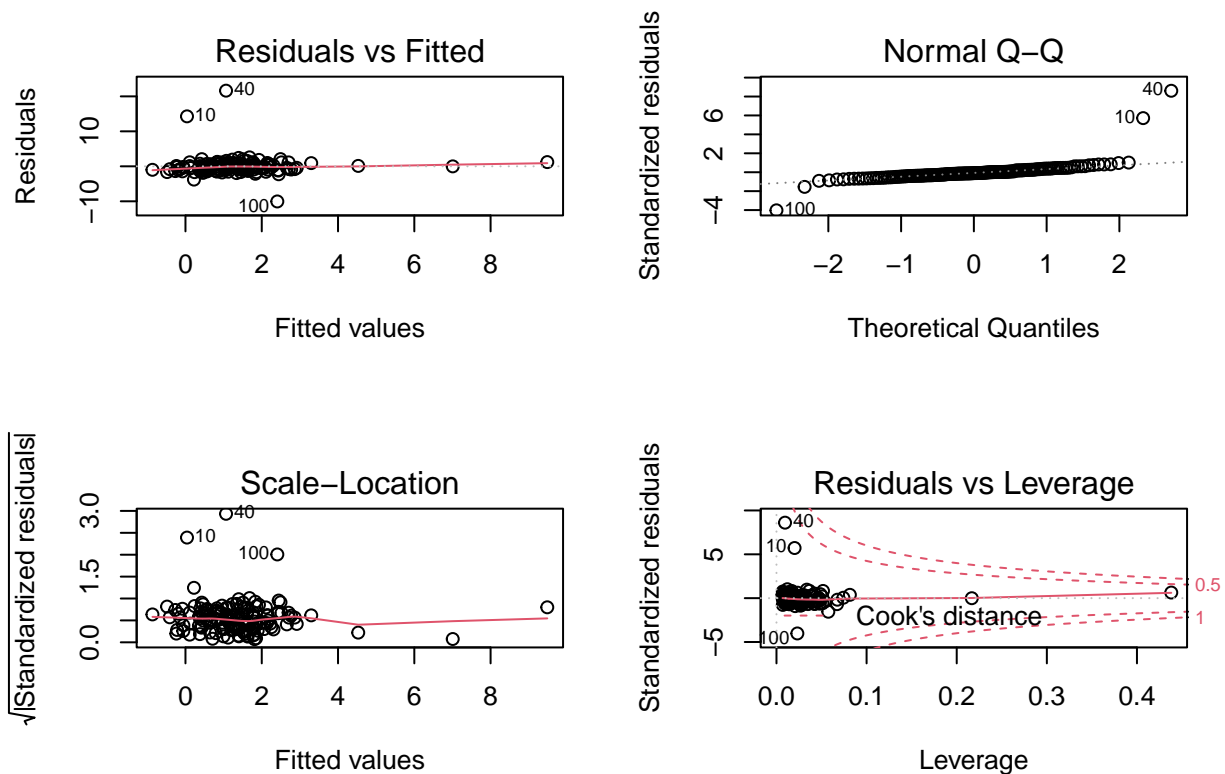 Residuals vs Fitted
Residuals
10
−10
40
10
100
0 2 4 6 8
Fitted values
Normal Q−Q
Standardized residuals
6
2
−4
40
10
100
−2 −1 0 1 2
Theoretical Quantiles
Scale−Location
√|Standardized residuals|
3.0
1.5
0.0
40
10
100
0 2 4 6 8
Fitted values
Residuals vs Leverage
Standardized residuals
5
0
−5
40
10
100
Cook's distance
0.5
1
0.0 0.1 0.2 0.3 0.4
Leverage